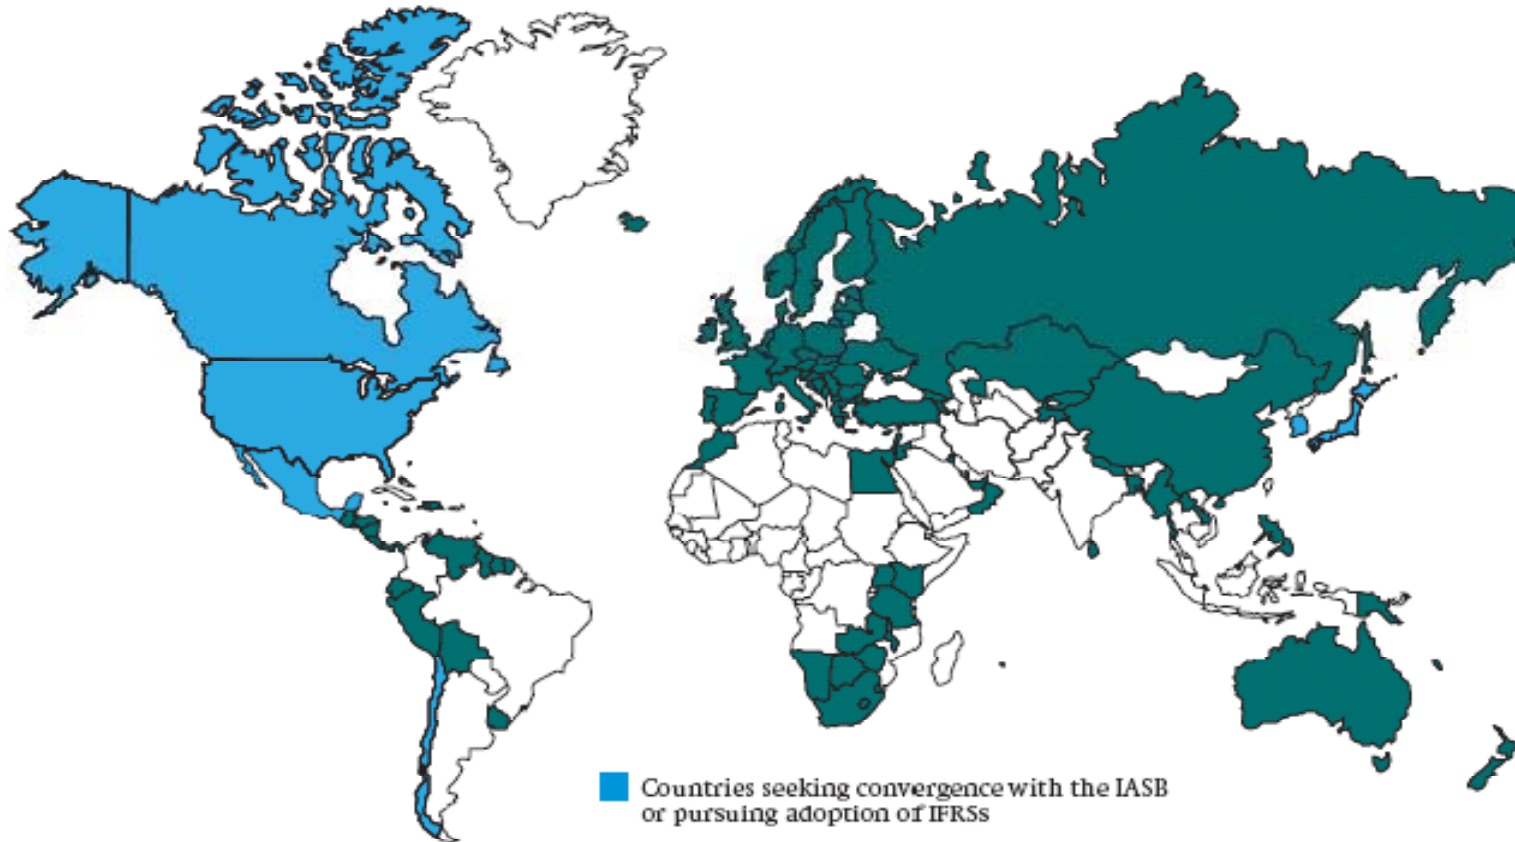 Countries seeking convergence with the IASB
or pursuing adoption of IFRSs